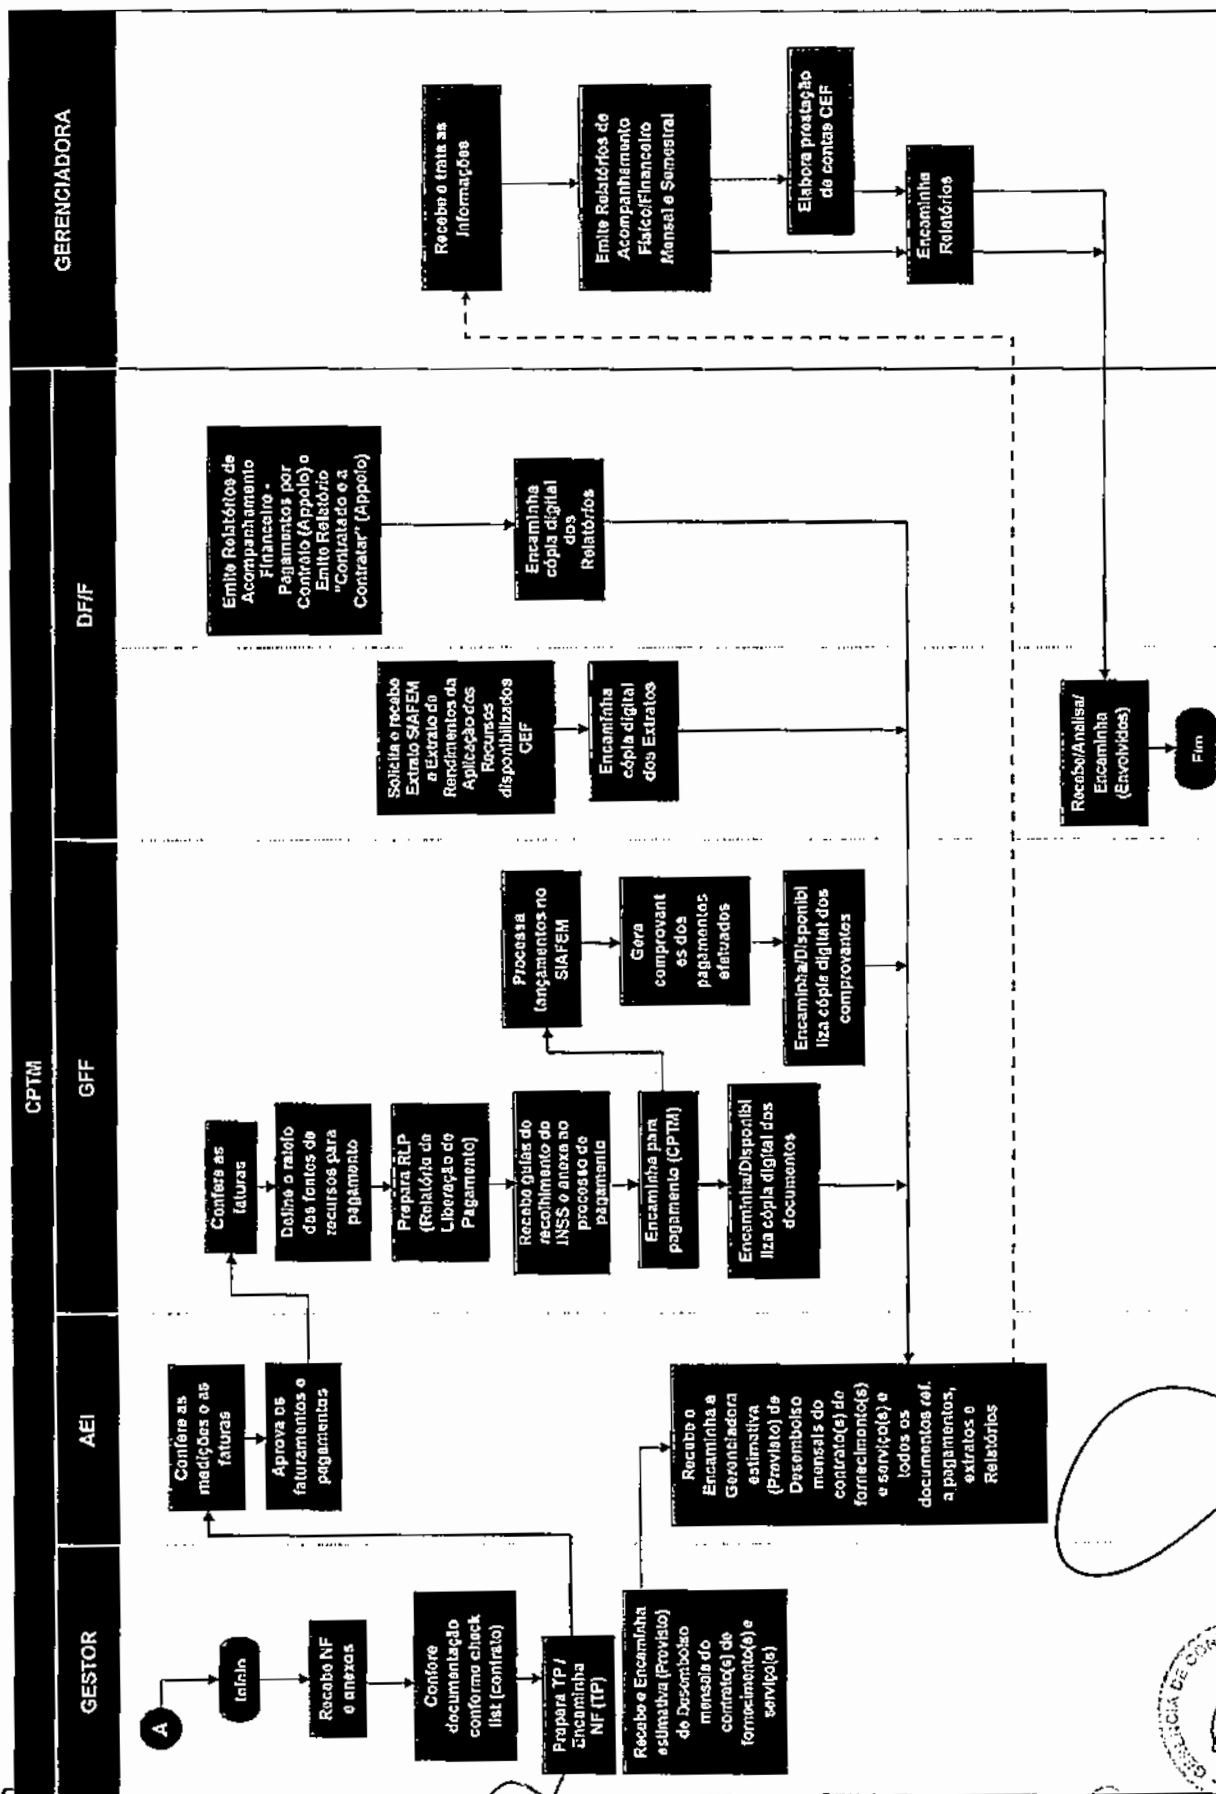 CPTM
GERENCIADORA
GESTOR
AEI
GFF
DF/F
A
Início
Recebe NF
e anexos
Confere
documentação
conforme check
list (contrato)
Prepara TP /
Encaminha
NF (TP)
Recebe e Encaminha
estimativa (Previsto)
de Desembolso
mensais do
contrato(s) de
fornecimento(s) e
serviço(s)
Confere as
medições e as
faturas
Aprova os
faturamentos e
pagamentos
Recebe e
Encaminha a
Gerenciadora
estimativa
(Previsto) de
Desembolso
mensais do
contrato(s) de
fornecimento(s)
e serviço(s) e
todos os
documentos ref.
a pagamentos,
extratos e
Relatórios
Confere as
faturas
Define o rateio
das fontes de
recursos para
pagamento
Prepara RLP
(Relatório de
Liberação de
Pagamento)
Recebe guias de
recolhimento do
INSS e anexa ao
processo de
pagamento
Encaminha para
pagamento (CPTM)
Encaminha/Disponibi
liza cópia digital dos
documentos
Processa
lançamentos no
SIAFEM
Gera
comprovant
es dos
pagamentos
efetuados
Encaminha/Disponibi
liza cópia digital dos
comprovantes
Solicita e recebe
Extrato SIAFEM
e Extrato de
Rendimentos da
Aplicação dos
Recursos
disponibilizados
CEF
Encaminha
cópia digital
dos Extratos
Emite Relatórios de
Acompanhamento
Financeiro -
Pagamentos por
Contrato (Appolo) e
Emite Relatório
"Contratado e a
Contratar" (Appolo)
Encaminha
cópia digital
dos
Relatórios
Recebe e trata as
Informações
Emite Relatórios de
Acompanhamento
Físico/Financeiro
Mensal e Semestral
Elabora prestação
de contas CEF
Encaminha
Relatórios
Recebe/Analisa/
Encaminha
(Envolvidos)
Fim
GERÊNCIA DE CON